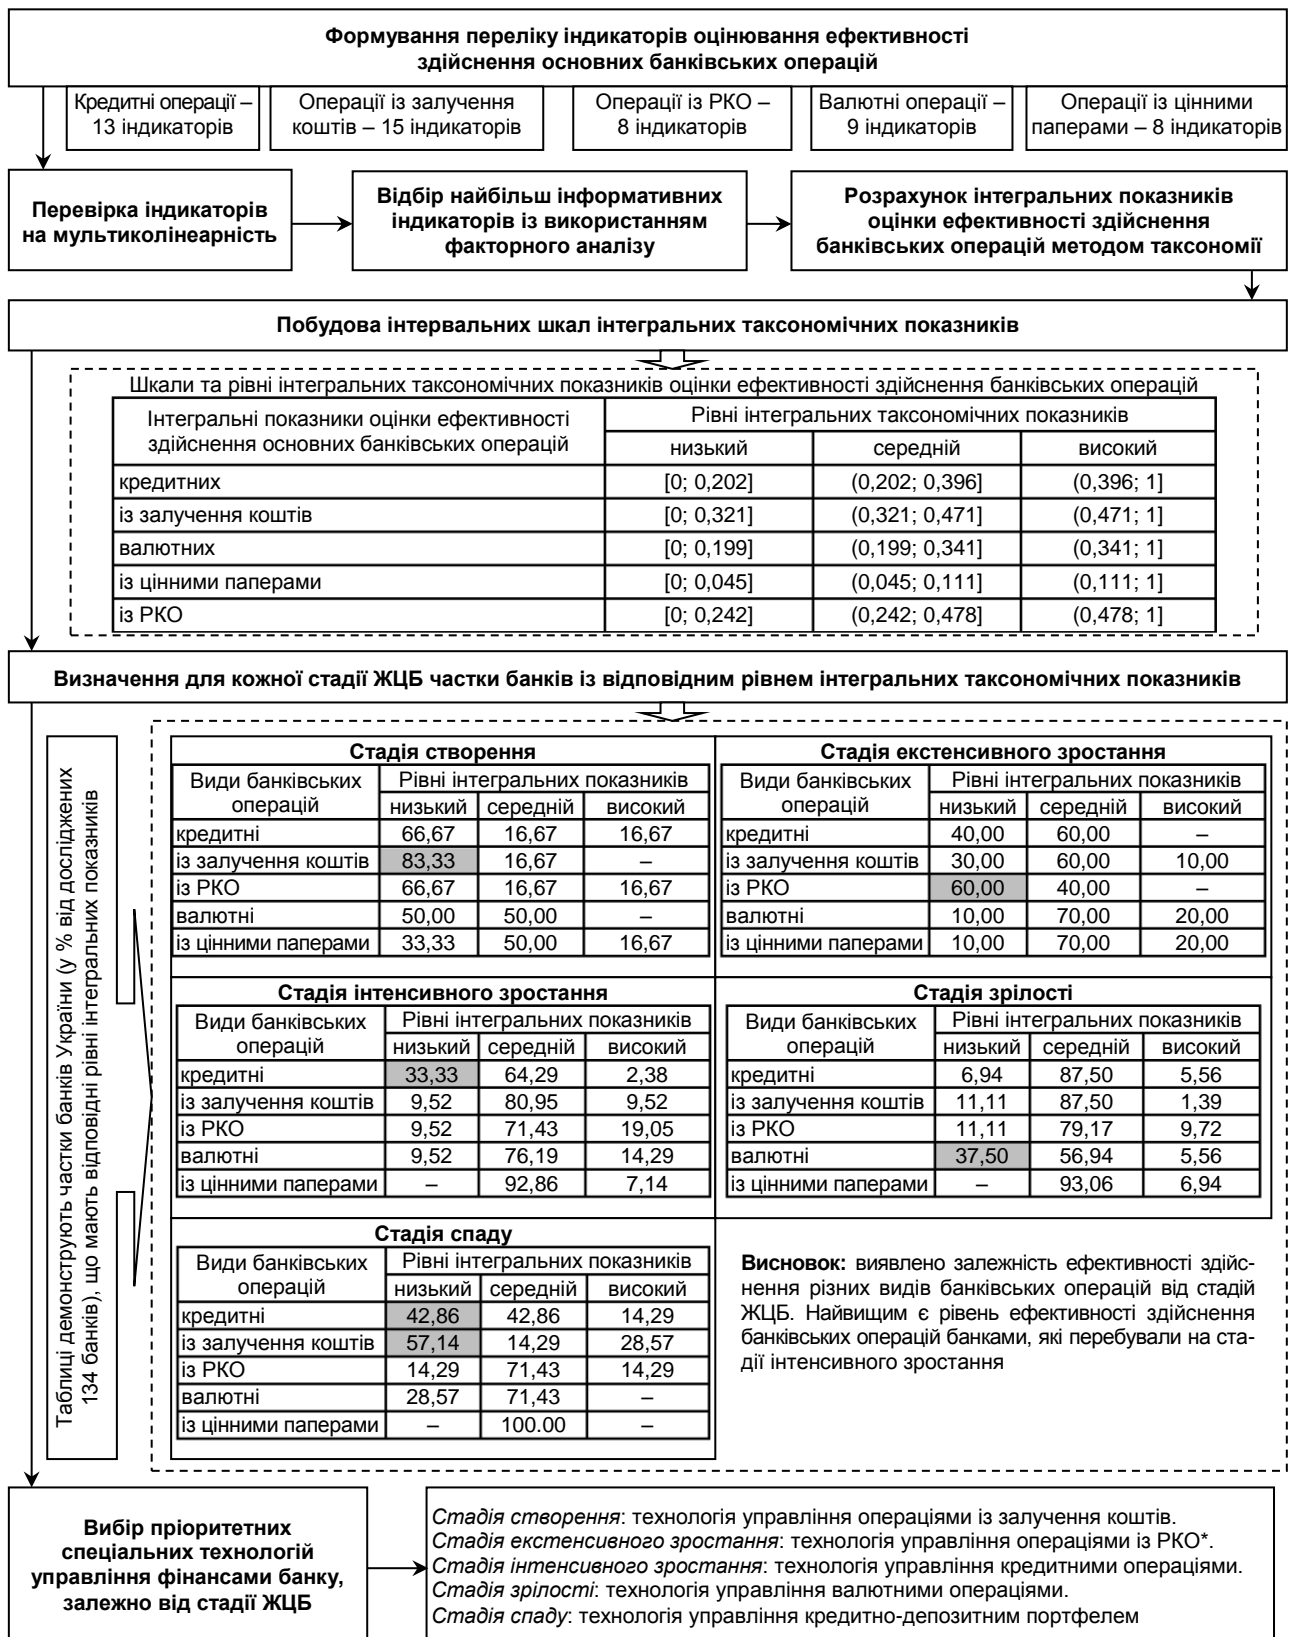 Формування переліку індикаторів оцінювання ефективності
здійснення основних банківських операцій
Кредитні операції –
13 індикаторів
Операції із залучення
коштів – 15 індикаторів
Операції із РКО –
8 індикаторів
Валютні операції –
9 індикаторів
Операції із цінними
паперами – 8 індикаторів
Перевірка індикаторів
на мультиколінеарність
Відбір найбільш інформативних
індикаторів із використанням
факторного аналізу
Розрахунок інтегральних показників
оцінки ефективності здійснення
банківських операцій методом таксономії
Побудова інтервальних шкал інтегральних таксономічних показників
Шкали та рівні інтегральних таксономічних показників оцінки ефективності здійснення банківських операцій
Інтегральні показники оцінки ефективності
здійснення основних банківських операцій
Рівні інтегральних таксономічних показників
низький середній високий
кредитних [0; 0,202] (0,202; 0,396] (0,396; 1]
із залучення коштів [0; 0,321] (0,321; 0,471] (0,471; 1]
валютних [0; 0,199] (0,199; 0,341] (0,341; 1]
із цінними паперами [0; 0,045] (0,045; 0,111] (0,111; 1]
із РКО [0; 0,242] (0,242; 0,478] (0,478; 1]
Визначення для кожної стадії ЖЦБ частки банків із відповідним рівнем інтегральних таксономічних показників
Таблиці демонструють частки банків України (у % від досліджених
134 банків), що мають відповідні рівні інтегральних показників
Стадія створення
Види банківських
операцій
Рівні інтегральних показників
низький середній високий
кредитні 66,67 16,67 16,67
із залучення коштів 83,33 16,67 –
із РКО 66,67 16,67 16,67
валютні 50,00 50,00 –
із цінними паперами 33,33 50,00 16,67
Стадія екстенсивного зростання
Види банківських
операцій
Рівні інтегральних показників
низький середній високий
кредитні 40,00 60,00 –
із залучення коштів 30,00 60,00 10,00
із РКО 60,00 40,00 –
валютні 10,00 70,00 20,00
із цінними паперами 10,00 70,00 20,00
Стадія інтенсивного зростання
Види банківських
операцій
Рівні інтегральних показників
низький середній високий
кредитні 33,33 64,29 2,38
із залучення коштів 9,52 80,95 9,52
із РКО 9,52 71,43 19,05
валютні 9,52 76,19 14,29
із цінними паперами – 92,86 7,14
Стадія зрілості
Види банківських
операцій
Рівні інтегральних показників
низький середній високий
кредитні 6,94 87,50 5,56
із залучення коштів 11,11 87,50 1,39
із РКО 11,11 79,17 9,72
валютні 37,50 56,94 5,56
із цінними паперами – 93,06 6,94
Стадія спаду
Види банківських
операцій
Рівні інтегральних показників
низький середній високий
кредитні 42,86 42,86 14,29
із залучення коштів 57,14 14,29 28,57
із РКО 14,29 71,43 14,29
валютні 28,57 71,43 –
із цінними паперами – 100.00 –
Висновок: виявлено залежність ефективності здійс-
нення різних видів банківських операцій від стадій
ЖЦБ. Найвищим є рівень ефективності здійснення
банківських операцій банками, які перебували на ста-
дії інтенсивного зростання
Вибір пріоритетних
спеціальних технологій
управління фінансами банку,
залежно від стадії ЖЦБ
Стадія створення: технологія управління операціями із залучення коштів.
Стадія екстенсивного зростання: технологія управління операціями із РКО*.
Стадія інтенсивного зростання: технологія управління кредитними операціями.
Стадія зрілості: технологія управління валютними операціями.
Стадія спаду: технологія управління кредитно-депозитним портфелем